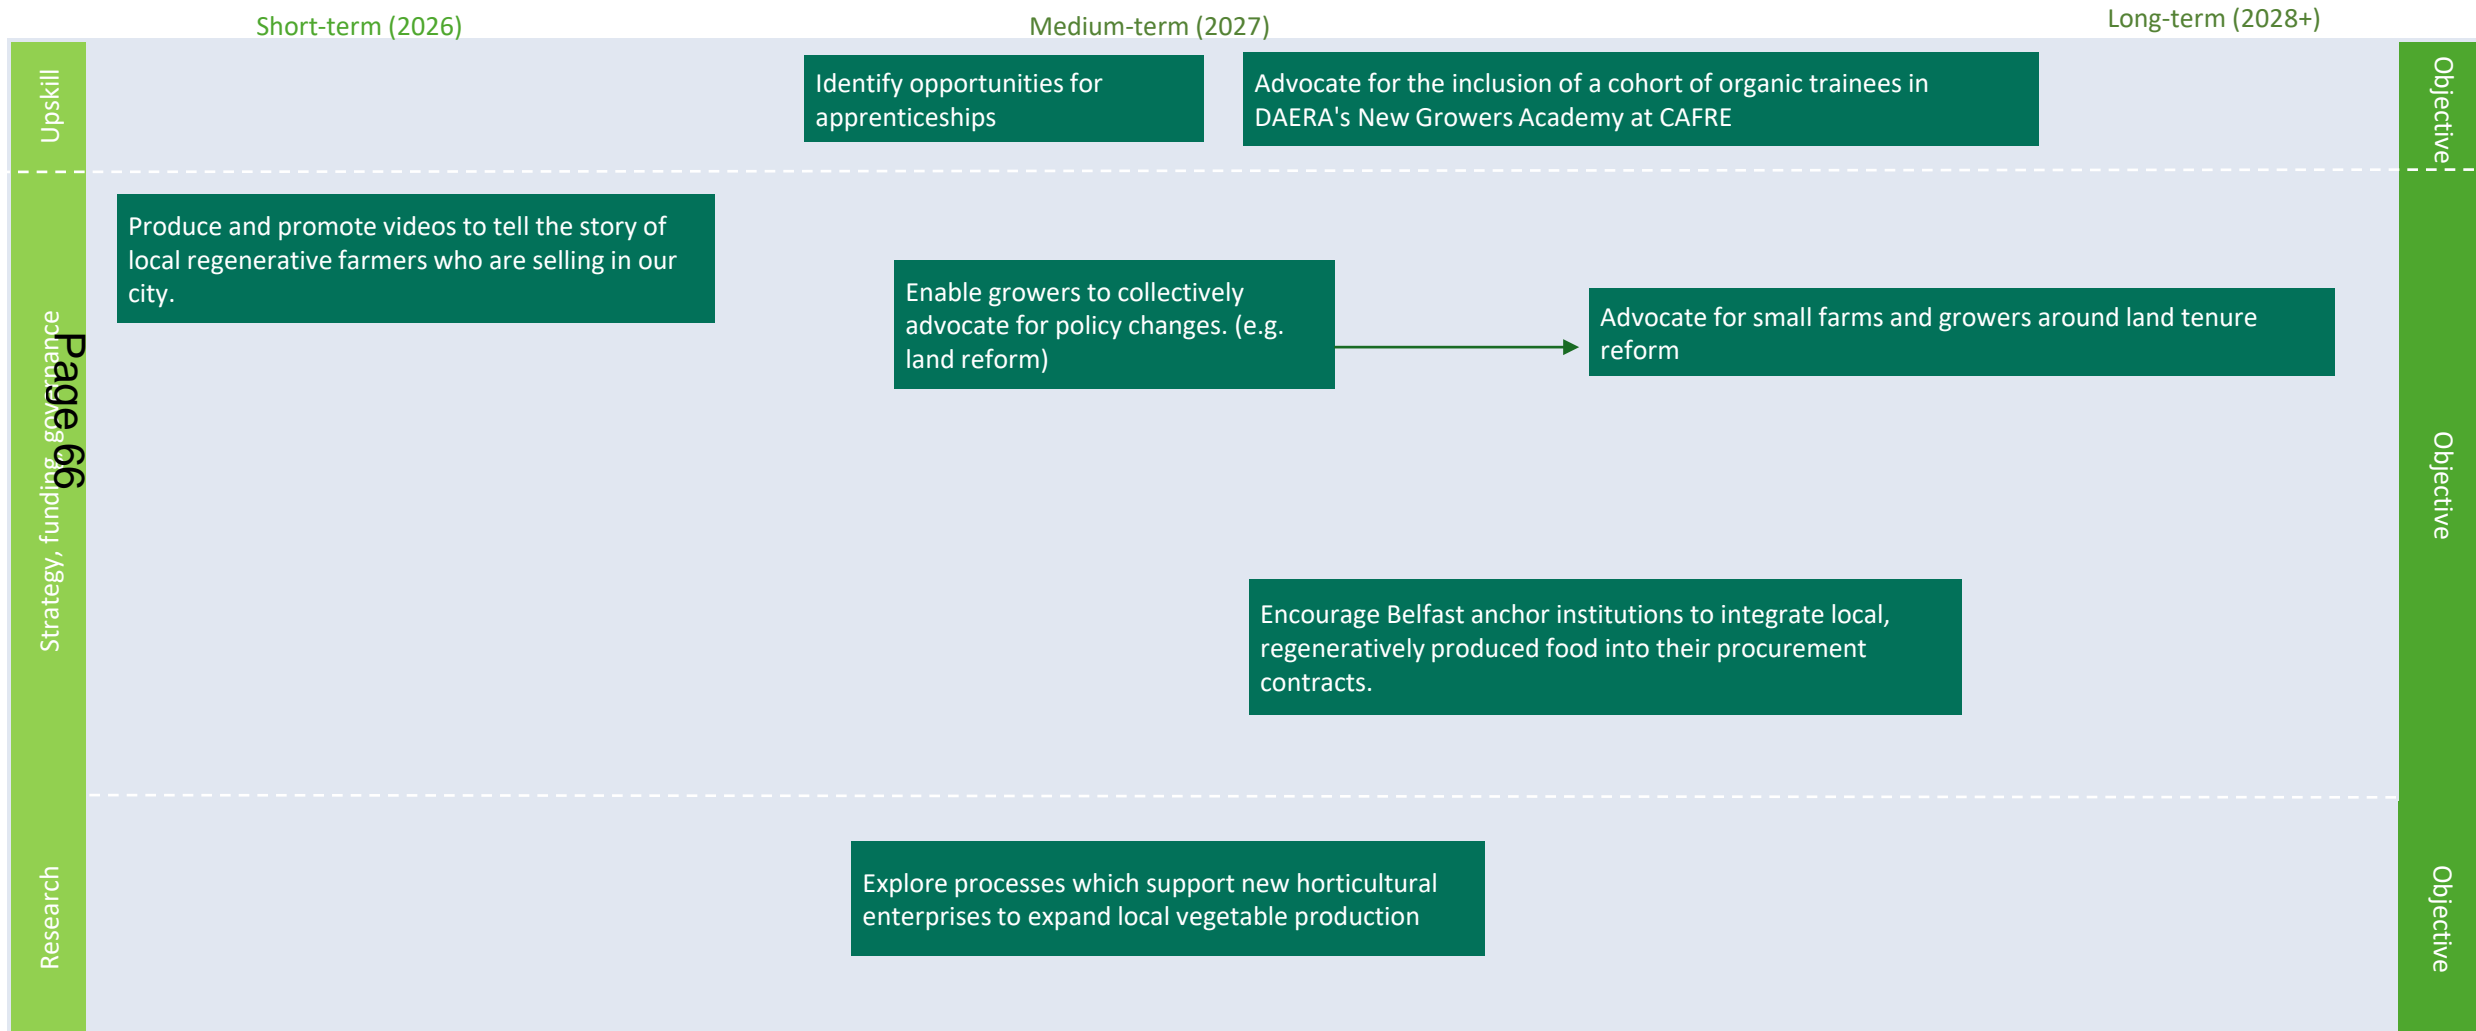 Short-term (2026)
Medium-term (2027)
Long-term (2028+)
Upskill
Identify opportunities for
apprenticeships
Advocate for the inclusion of a cohort of organic trainees in
DAERA's New Growers Academy at CAFRE
Objective
Strategy, funding, governance
Page 66
Produce and promote videos to tell the story of
local regenerative farmers who are selling in our
city.
Enable growers to collectively
advocate for policy changes. (e.g.
land reform)
Advocate for small farms and growers around land tenure
reform
Encourage Belfast anchor institutions to integrate local,
regeneratively produced food into their procurement
contracts.
Objective
Research
Explore processes which support new horticultural
enterprises to expand local vegetable production
Objective